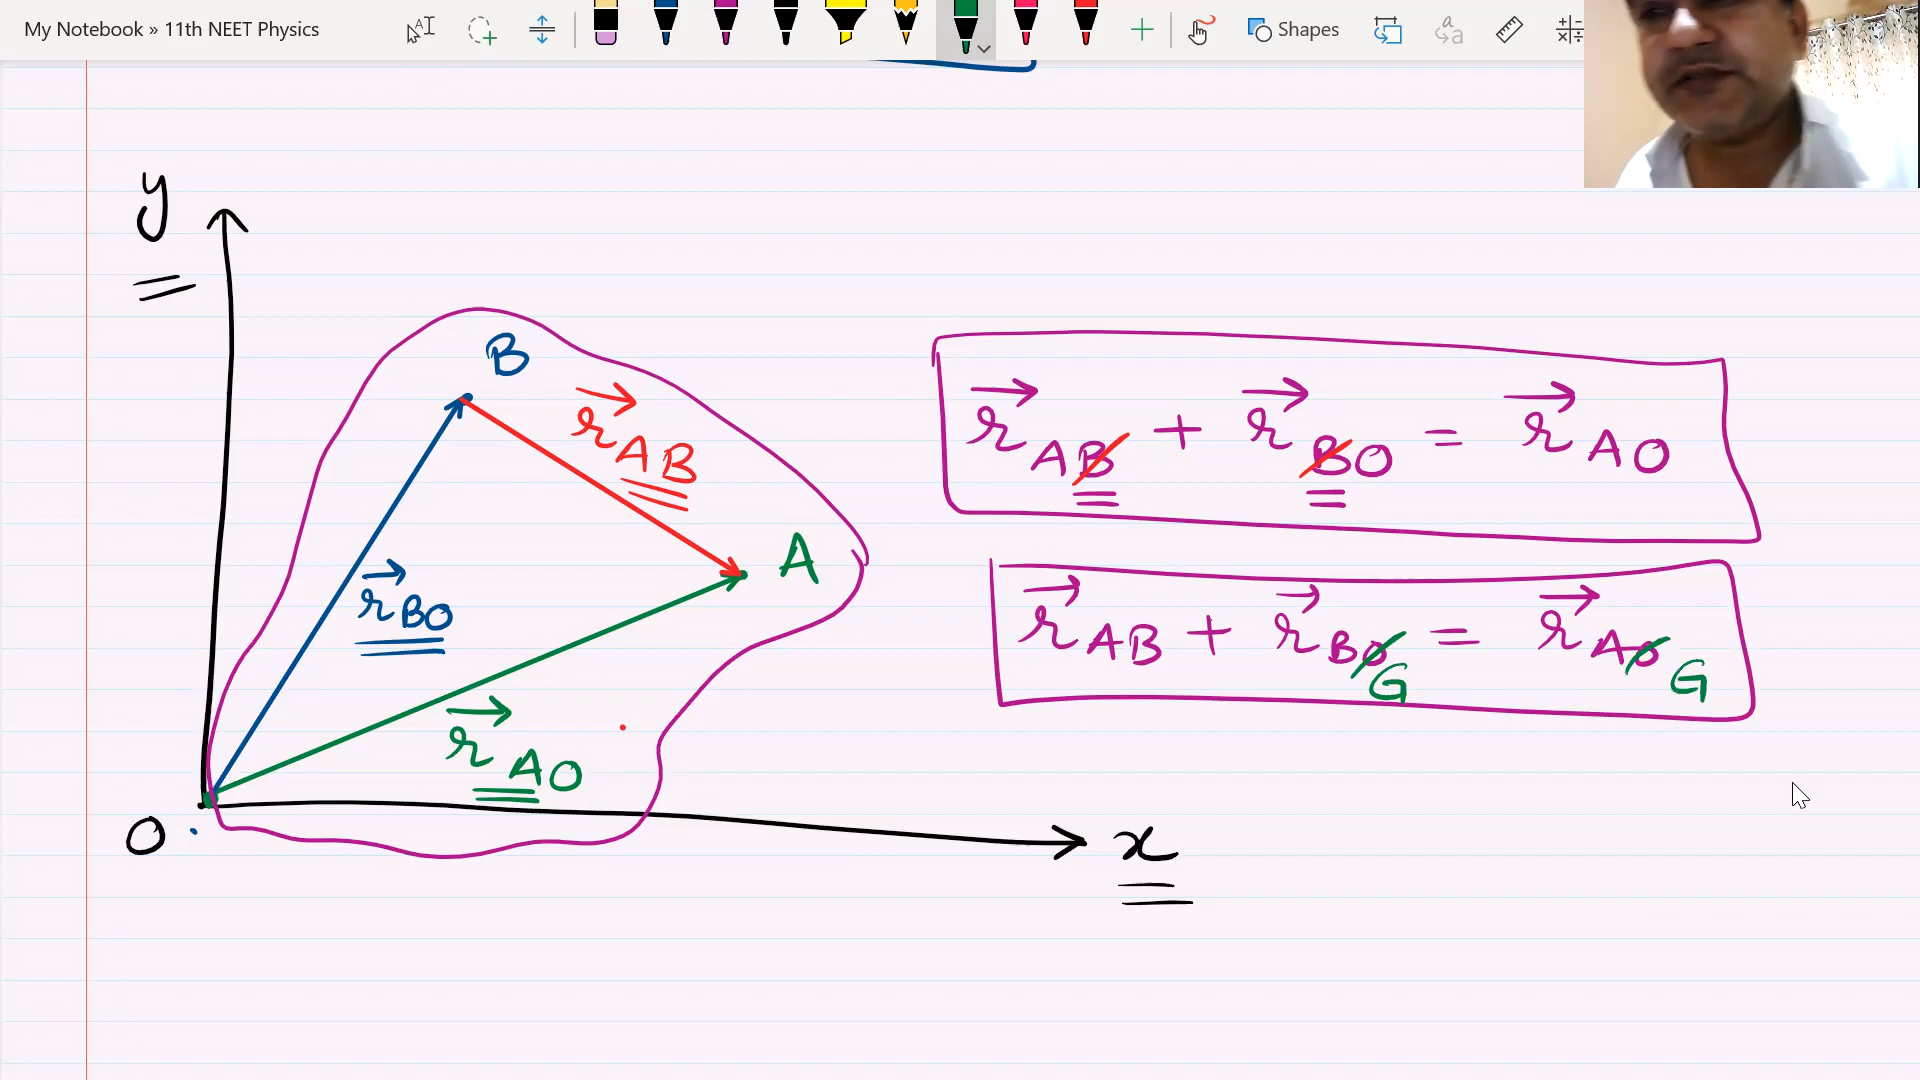 My Notebook » 11th NEET Physics
Shapes
y
B
r⃗AB
r⃗AB + r⃗BO = r⃗AO
A
r⃗BO
r⃗AB + r⃗BO G = r⃗AO G
r⃗AO
O
x